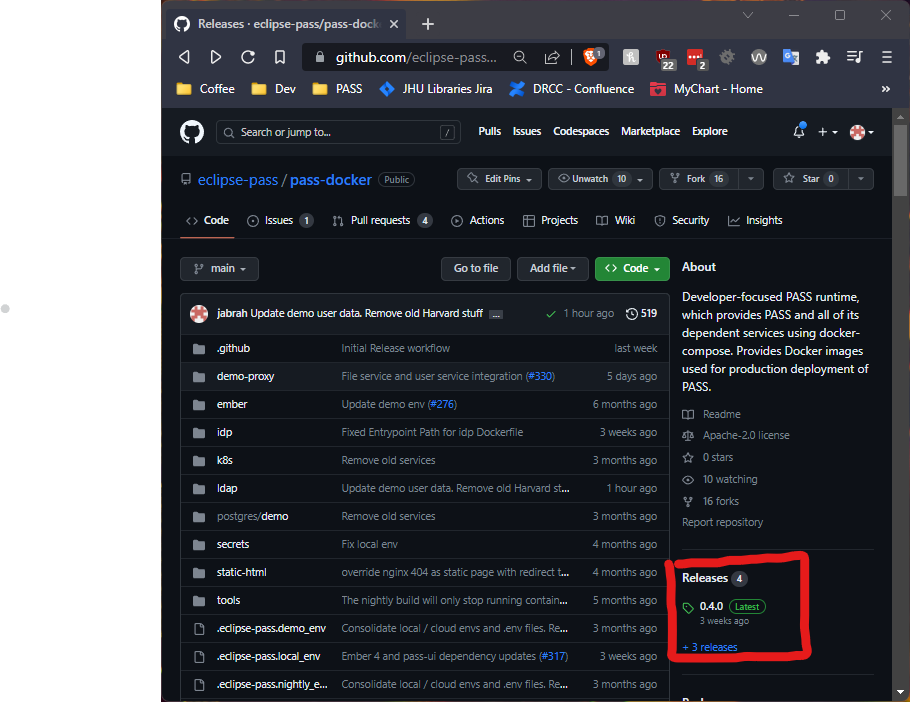 Releases · eclipse-pass/pass-dock
github.com/eclipse-pass...
1
22
2
Coffee
Dev
PASS
JHU Libraries Jira
DRCC - Confluence
MyChart - Home
»
Search or jump to...
/
Pulls
Issues
Codespaces
Marketplace
Explore
eclipse-pass / pass-docker
Public
Edit Pins
Unwatch 10
Fork 16
Star 0
Code
Issues 1
Pull requests 4
Actions
Projects
Wiki
Security
Insights
main
Go to file
Add file
Code
jabrah Update demo user data. Remove old Harvard stuff ...
1 hour ago
519
.github Initial Release workflow last week
demo-proxy File service and user service integration (#330) 5 days ago
ember Update demo env (#276) 6 months ago
idp Fixed Entrypoint Path for idp Dockerfile 3 weeks ago
k8s Remove old services 3 months ago
ldap Update demo user data. Remove old Harvard st... 1 hour ago
postgres/demo Remove old services 3 months ago
secrets Fix local env 4 months ago
static-html override nginx 404 as static page with redirect t... 4 months ago
tools The nightly build will only stop running contain... 5 months ago
.eclipse-pass.demo_env Consolidate local / cloud envs and .env files. Re... 3 months ago
.eclipse-pass.local_env Ember 4 and pass-ui dependency updates (#317) 3 weeks ago
.eclipse-pass.nightly_e... Consolidate local / cloud envs and .env files. Re... 3 months ago
About
Developer-focused PASS runtime,
which provides PASS and all of its
dependent services using docker-
compose. Provides Docker images
used for production deployment of
PASS.
Readme
Apache-2.0 license
0 stars
10 watching
16 forks
Report repository
Releases 4
0.4.0 Latest
3 weeks ago
+ 3 releases